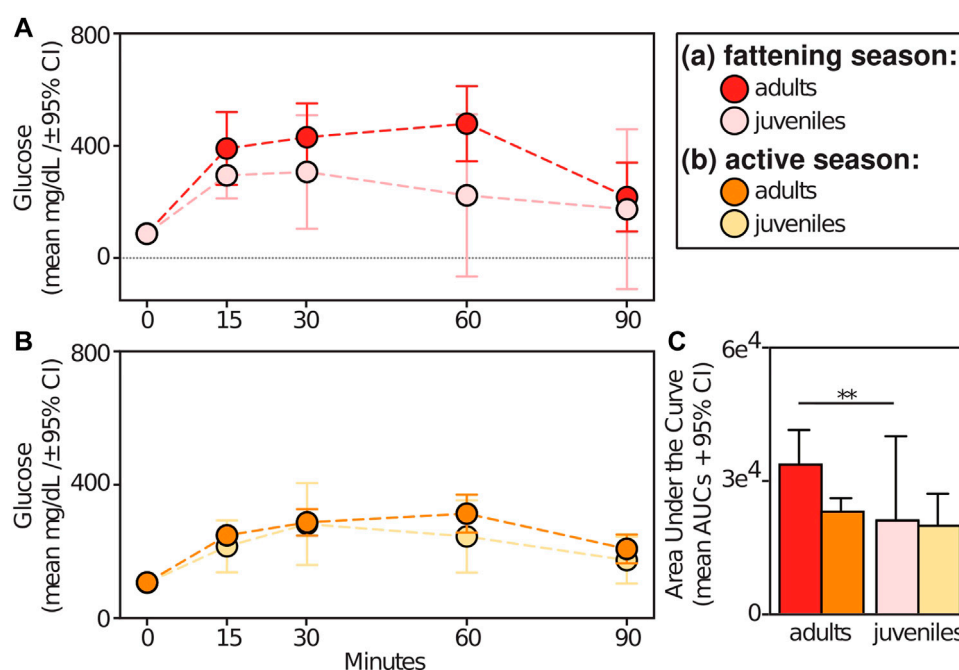 A
800
400
0
Glucose
(mean mg/dL /±95% CI)
0
15
30
60
90
(a) fattening season:
adults
juveniles
(b) active season:
adults
juveniles
B
800
400
0
Glucose
(mean mg/dL /±95% CI)
0
15
30
60
90
Minutes
C
6e⁴
3e⁴
0
Area Under the Curve
(mean AUCs +95% CI)
**
adults
juveniles